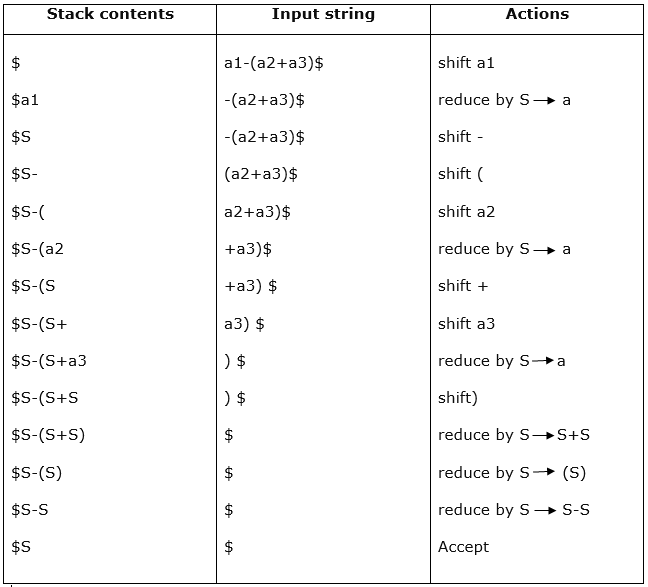 Stack contents Input string Actions
$ a1-(a2+a3)$ shift a1
$a1 -(a2+a3)$ reduce by S → a
$S -(a2+a3)$ shift -
$S- (a2+a3)$ shift (
$S-( a2+a3)$ shift a2
$S-(a2 +a3)$ reduce by S → a
$S-(S +a3) $ shift +
$S-(S+ a3) $ shift a3
$S-(S+a3 ) $ reduce by S→a
$S-(S+S ) $ shift)
$S-(S+S) $ reduce by S→S+S
$S-(S) $ reduce by S→ (S)
$S-S $ reduce by S → S-S
$S $ Accept